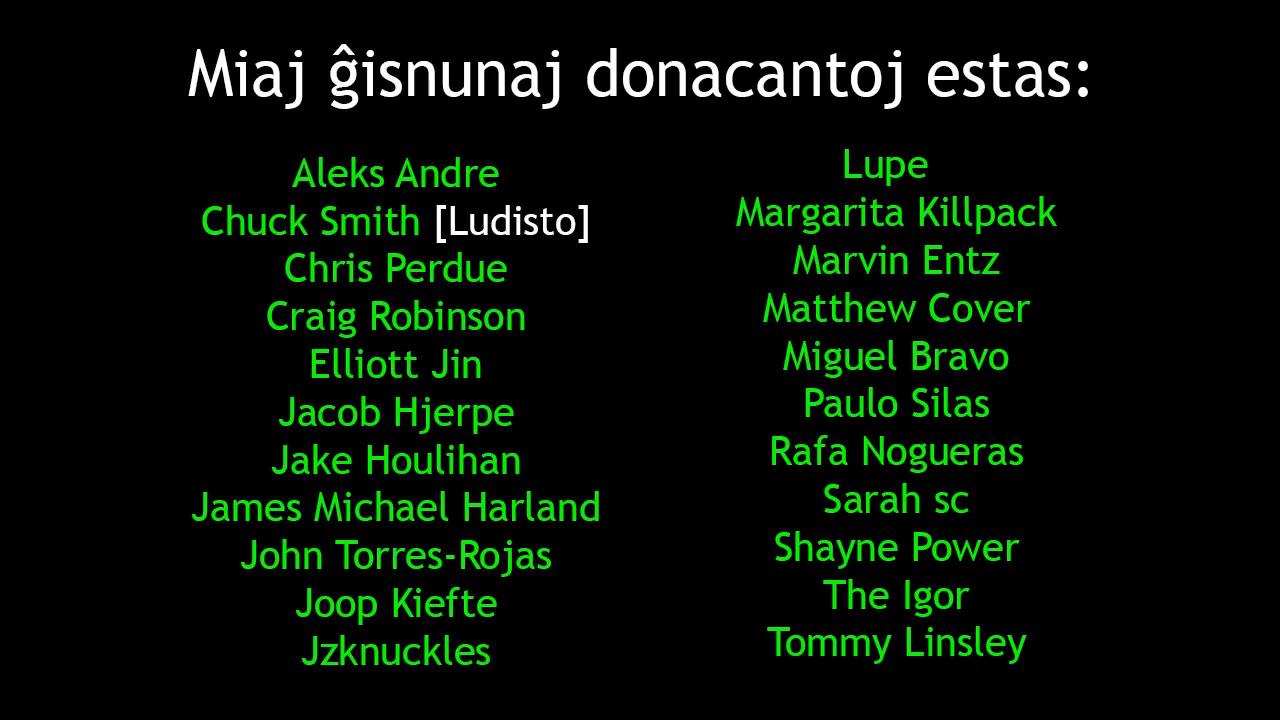 Miaj ĝisnunaj donacantoj estas:
Aleks Andre
Chuck Smith [Ludisto]
Chris Perdue
Craig Robinson
Elliott Jin
Jacob Hjerpe
Jake Houlihan
James Michael Harland
John Torres-Rojas
Joop Kiefte
Jzknuckles
Lupe
Margarita Killpack
Marvin Entz
Matthew Cover
Miguel Bravo
Paulo Silas
Rafa Nogueras
Sarah sc
Shayne Power
The Igor
Tommy Linsley